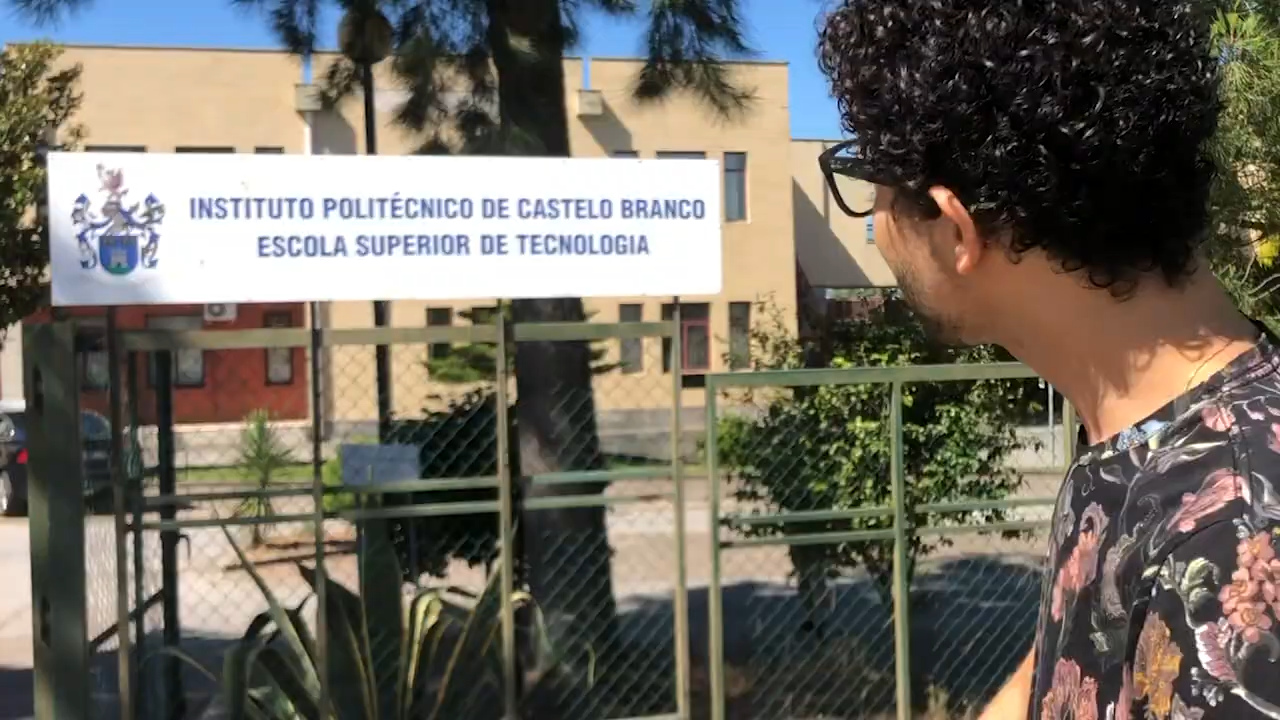 INSTITUTO POLITÉCNICO DE CASTELO BRANCO
ESCOLA SUPERIOR DE TECNOLOGIA